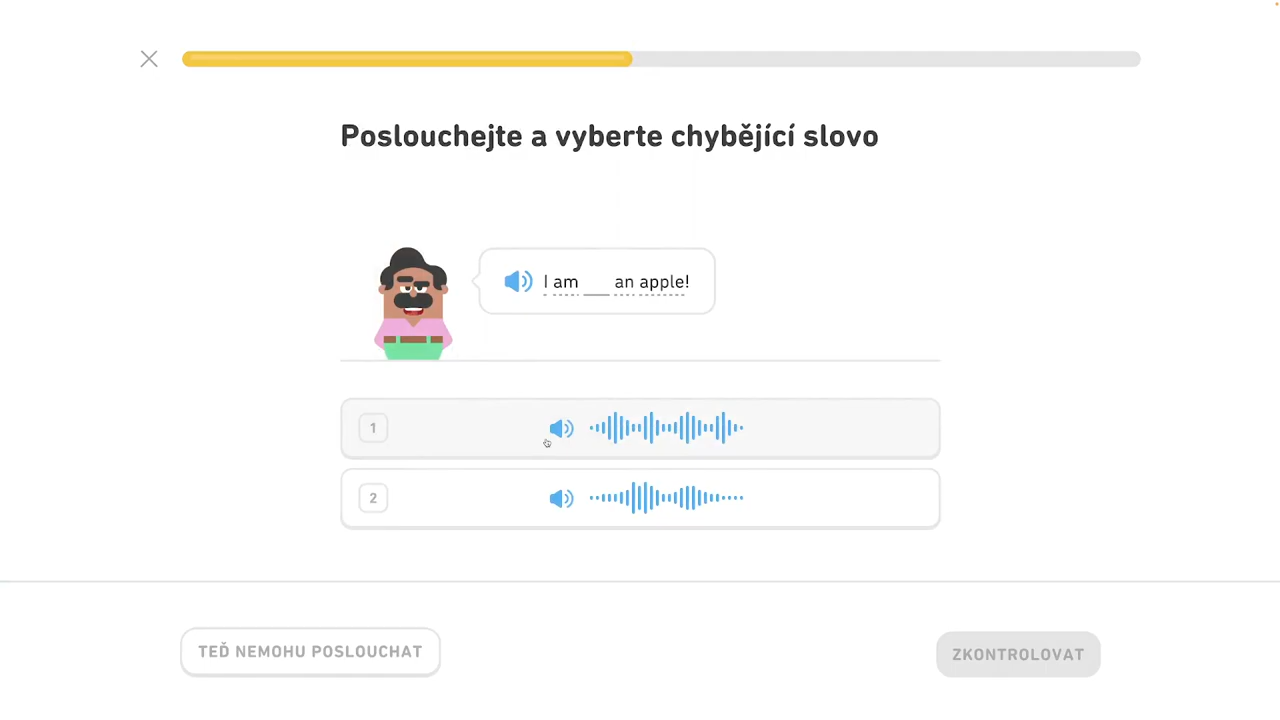 Poslouchejte a vyberte chybějící slovo
I am ___ an apple!
1
2
TEĎ NEMOHU POSLOUCHAT
ZKONTROLOVAT